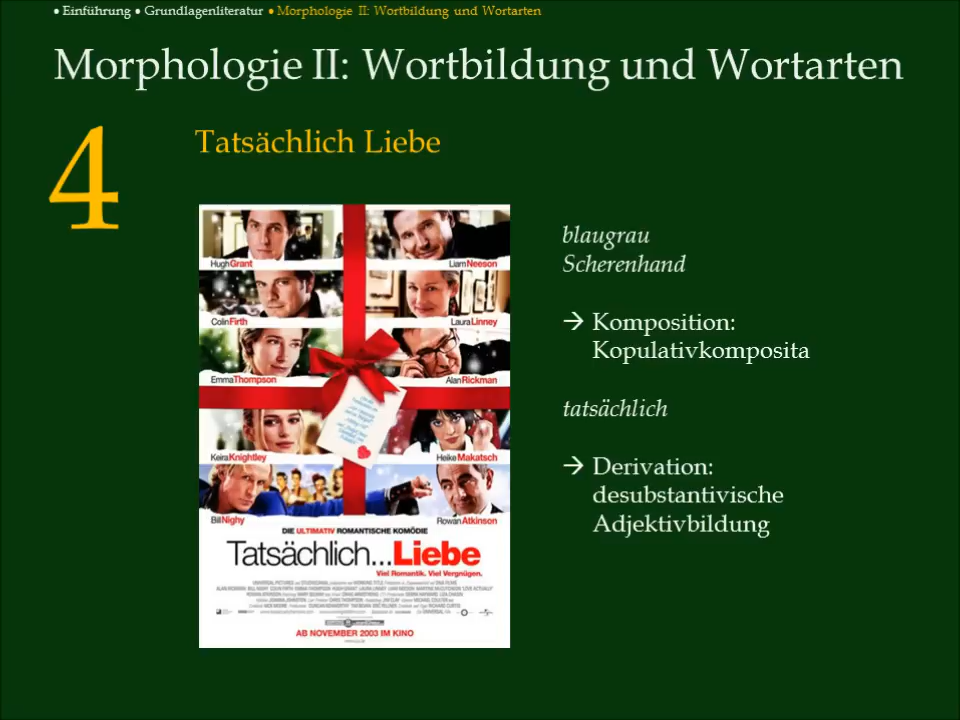 ● Einführung ● Grundlagenliteratur ● Morphologie II: Wortbildung und Wortarten
Morphologie II: Wortbildung und Wortarten
4
Tatsächlich Liebe
Hugh Grant
Liam Neeson
Colin Firth
Laura Linney
Emma Thompson
Alan Rickman
Keira Knightley
Heike Makatsch
Bill Nighy
Rowan Atkinson
DIE ULTIMATIV ROMANTISCHE KOMÖDIE
Tatsächlich...Liebe
Viel Romantik. Viel Vergnügen.
AB NOVEMBER 2003 IM KINO
blaugrau
Scherenhand
→ Komposition:
Kopulativkomposita
tatsächlich
→ Derivation:
desubstantivische
Adjektivbildung